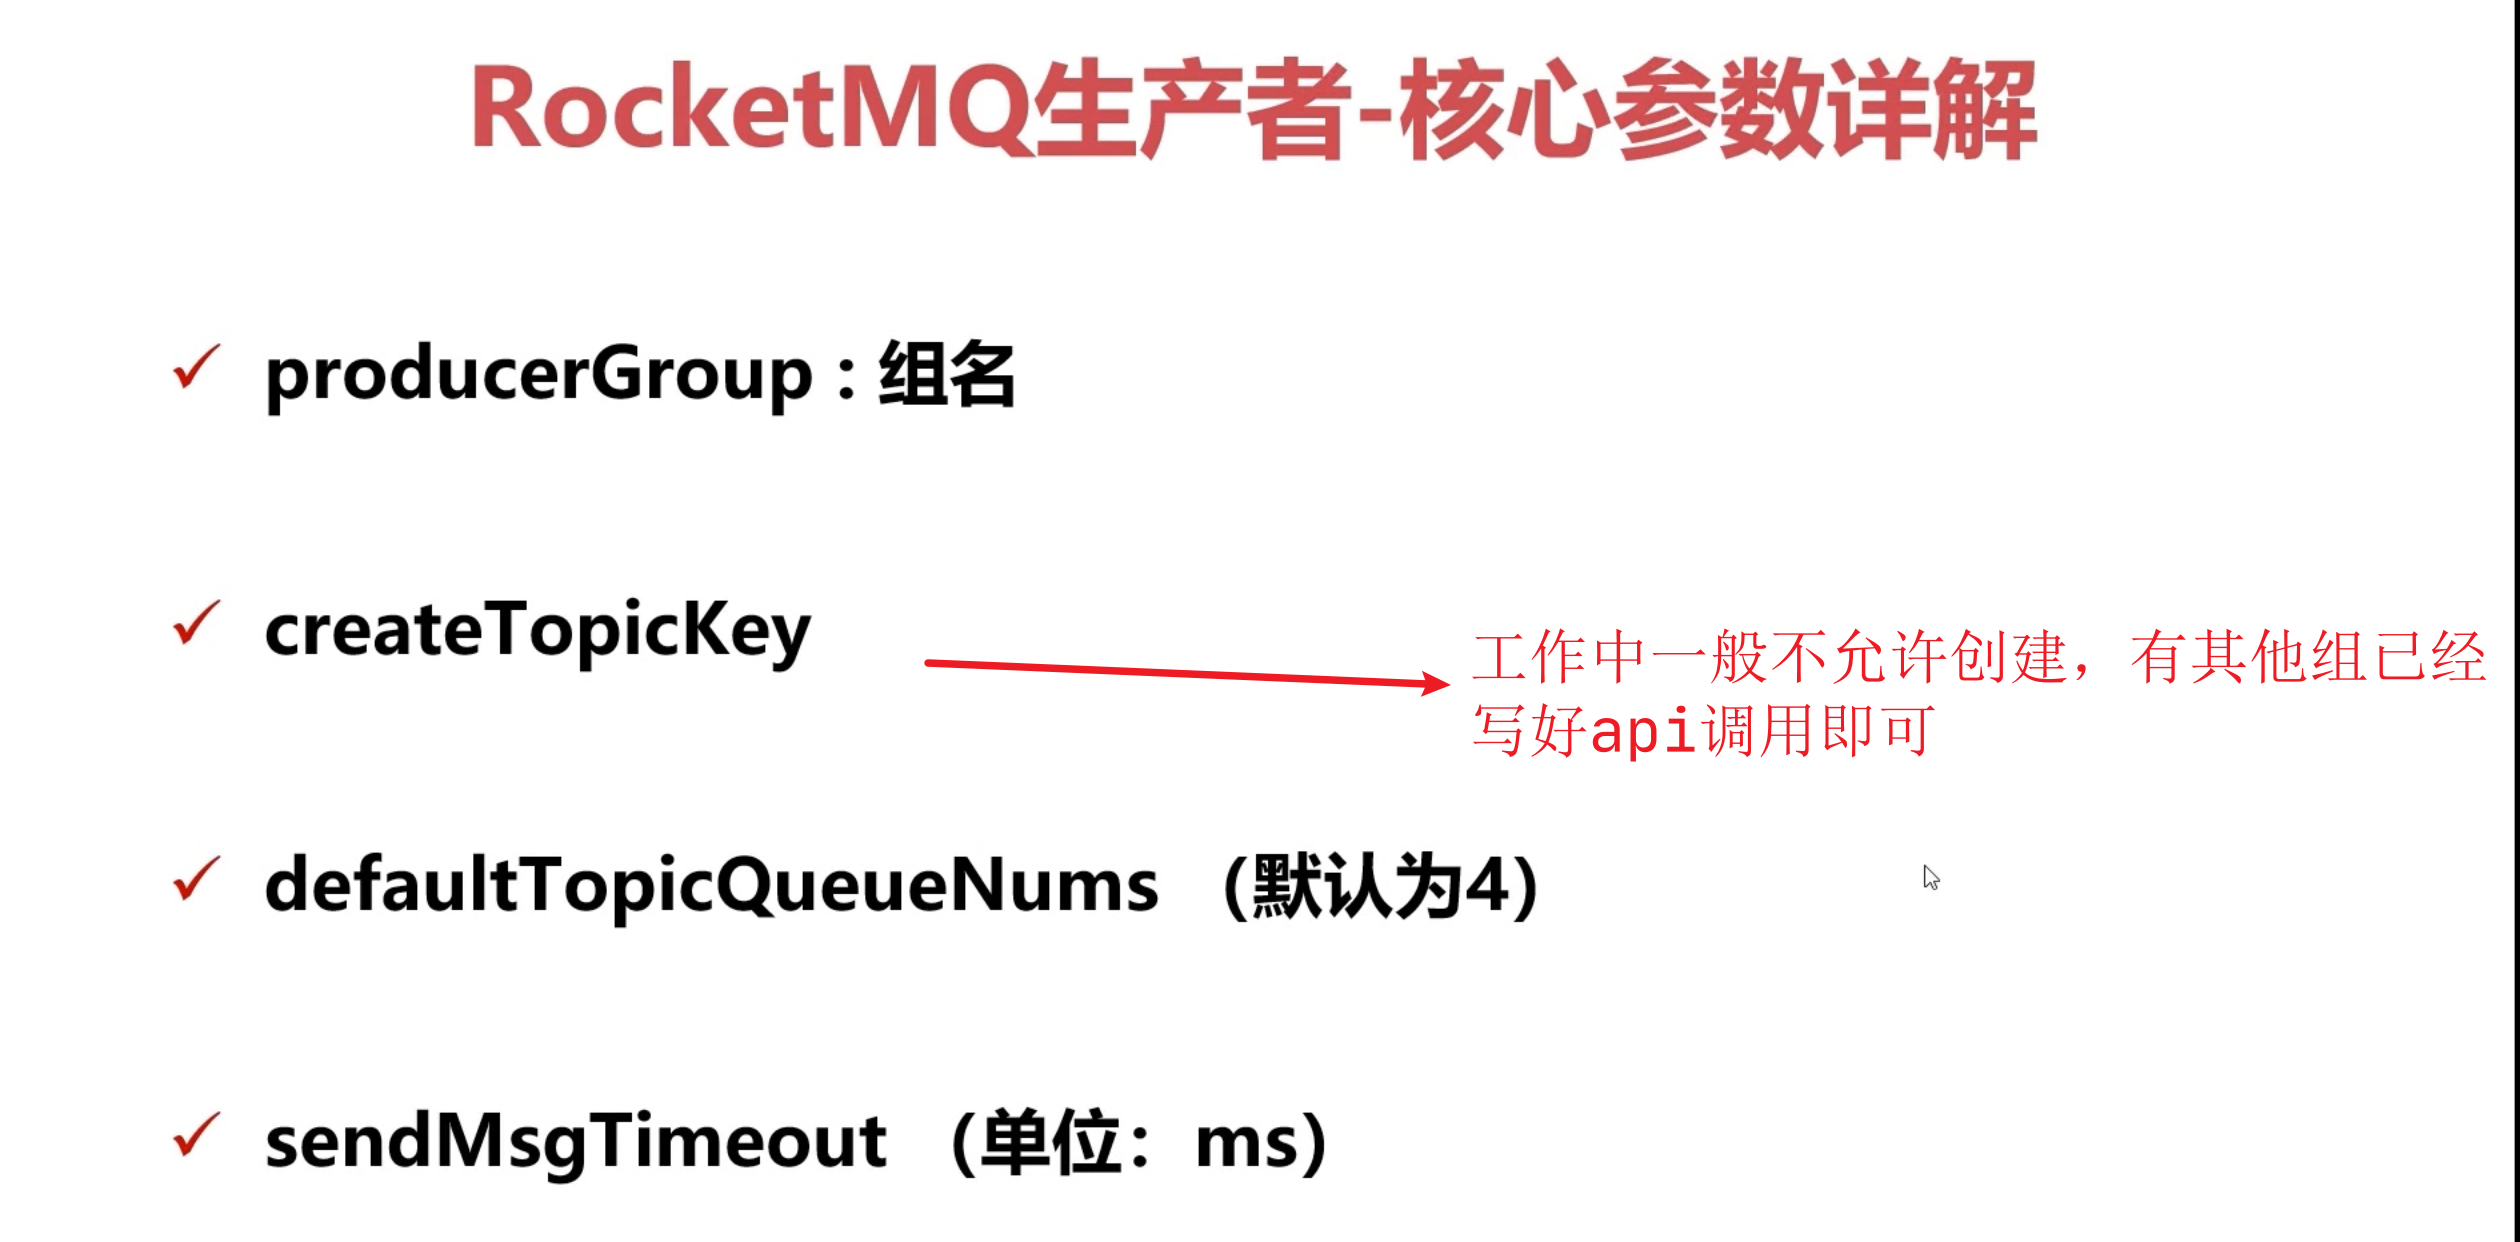 RocketMQ生产者-核心参数详解
producerGroup：组名
createTopicKey
工作中一般不允许创建，有其他组已经
写好api调用即可
defaultTopicQueueNums （默认为4）
sendMsgTimeout （单位：ms）